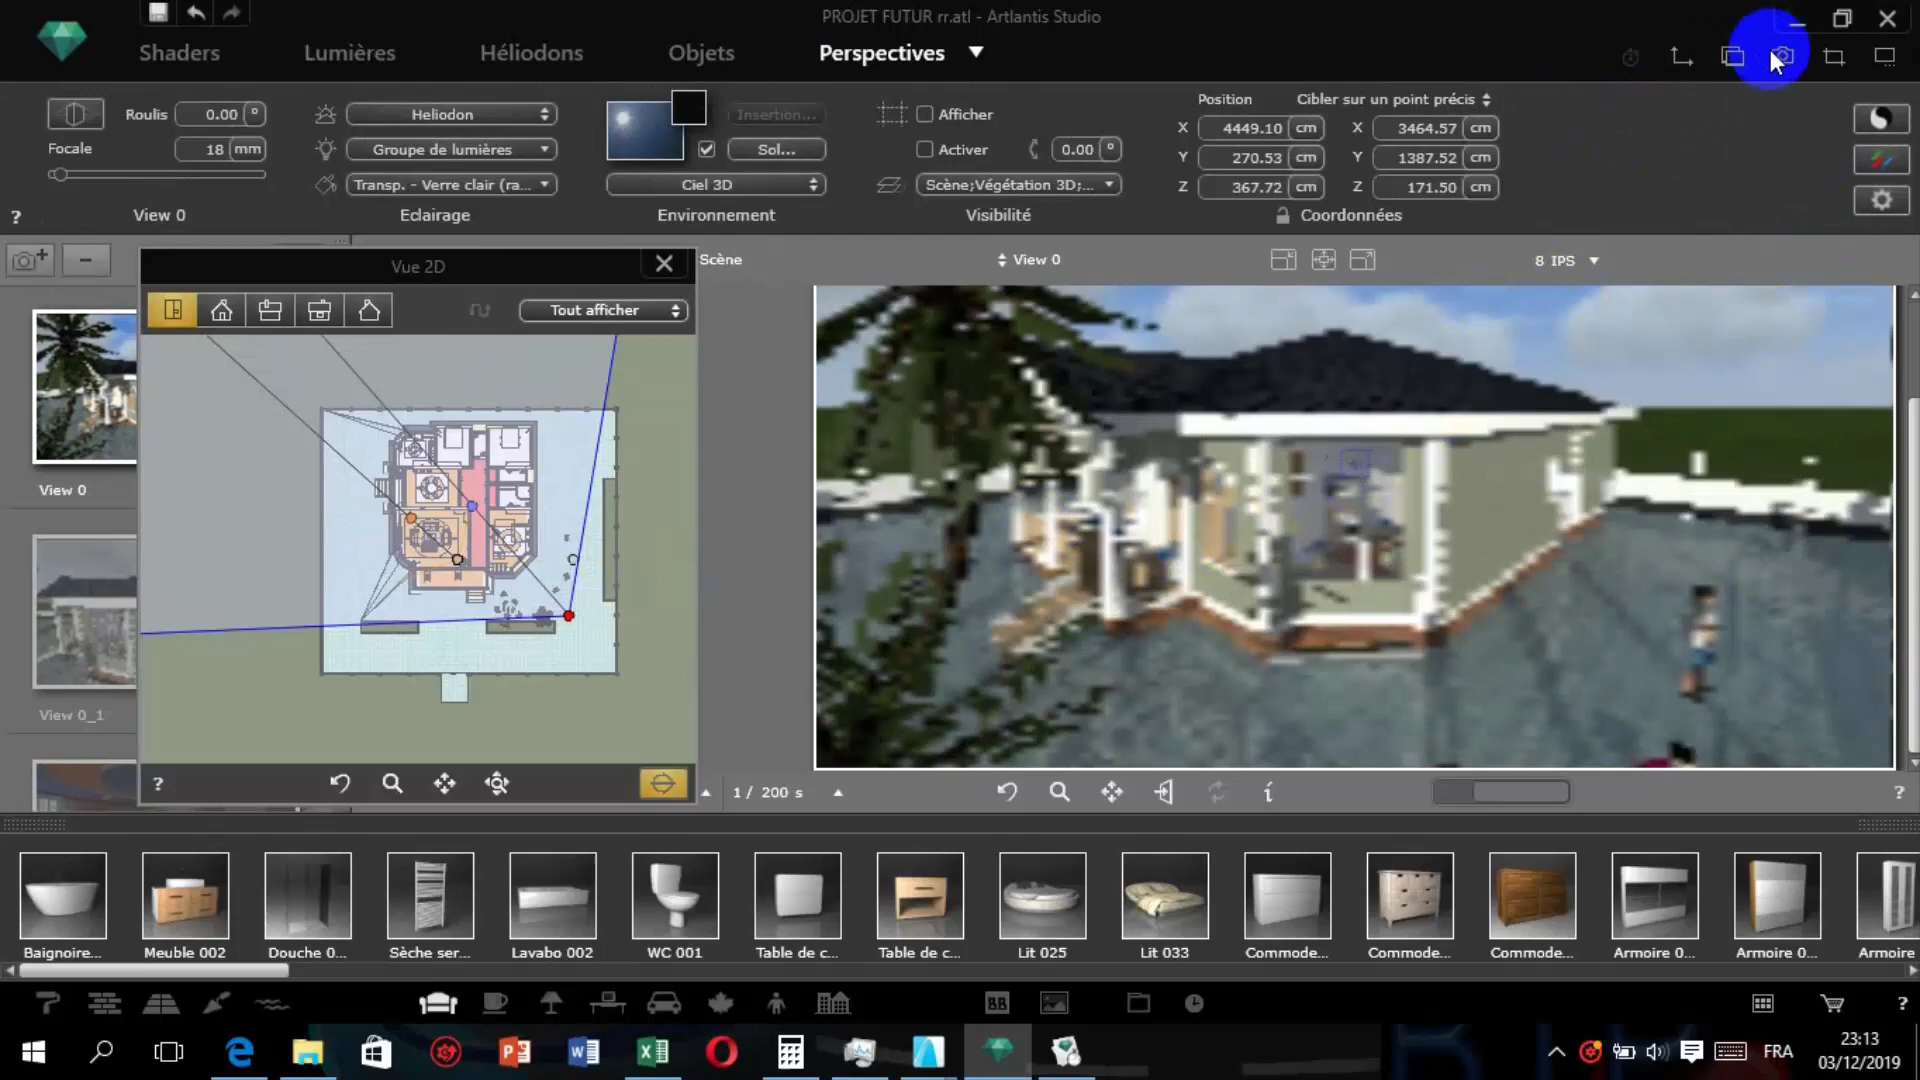 PROJET FUTUR rr.atl - Artlantis Studio
Shaders Lumières Héliodons Objets Perspectives
Roulis 0.00 °
Focale 18 mm
View 0
Heliodon
Groupe de lumières
Transp. - Verre clair (ra...
Eclairage
Insertion...
Sol...
Ciel 3D
Environnement
Afficher
Activer 0.00 °
Scène;Végétation 3D;...
Visibilité
Position Cibler sur un point précis
X 4449.10 cm X 3464.57 cm
Y 270.53 cm Y 1387.52 cm
Z 367.72 cm Z 171.50 cm
Coordonnées
?
Vue 2D
Tout afficher
Scène View 0 8 IPS
View 0
View 0_1
?
1 / 200 s
i
?
Baignoire... Meuble 002 Douche 0... Sèche ser... Lavabo 002 WC 001 Table de c... Table de c... Lit 025 Lit 033 Commode... Commode... Commode... Armoire 0... Armoire 0... Armoire
BB
?
FRA
23:13
03/12/2019